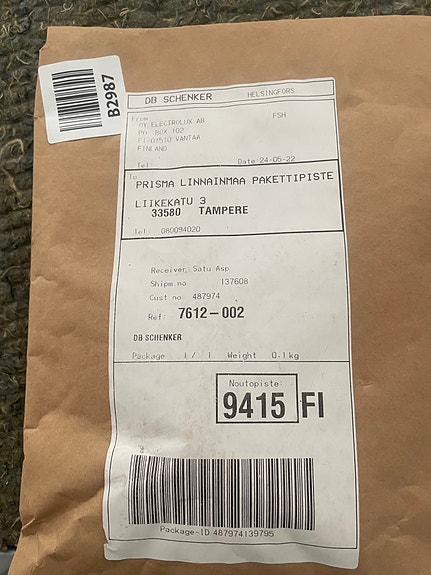 B2987
DB SCHENKER HELSINGFORS
From FSH
OY ELECTROLUX AB
PO. BOX 102
FI-01510 VANTAA
FINLAND
Tel: Date 24-05-22
To
PRISMA LINNAINMAA PAKETTIPISTE
LIIKEKATU 3
33580 TAMPERE
Tel: 080094020
Receiver: Satu Asp
Shipm.no 137608
Cust no 487974
Ref: 7612-002
DB SCHENKER
Package 1/ 1 Weight 0.1kg
Noutopiste:
9415 FI
Package-ID 487974139795